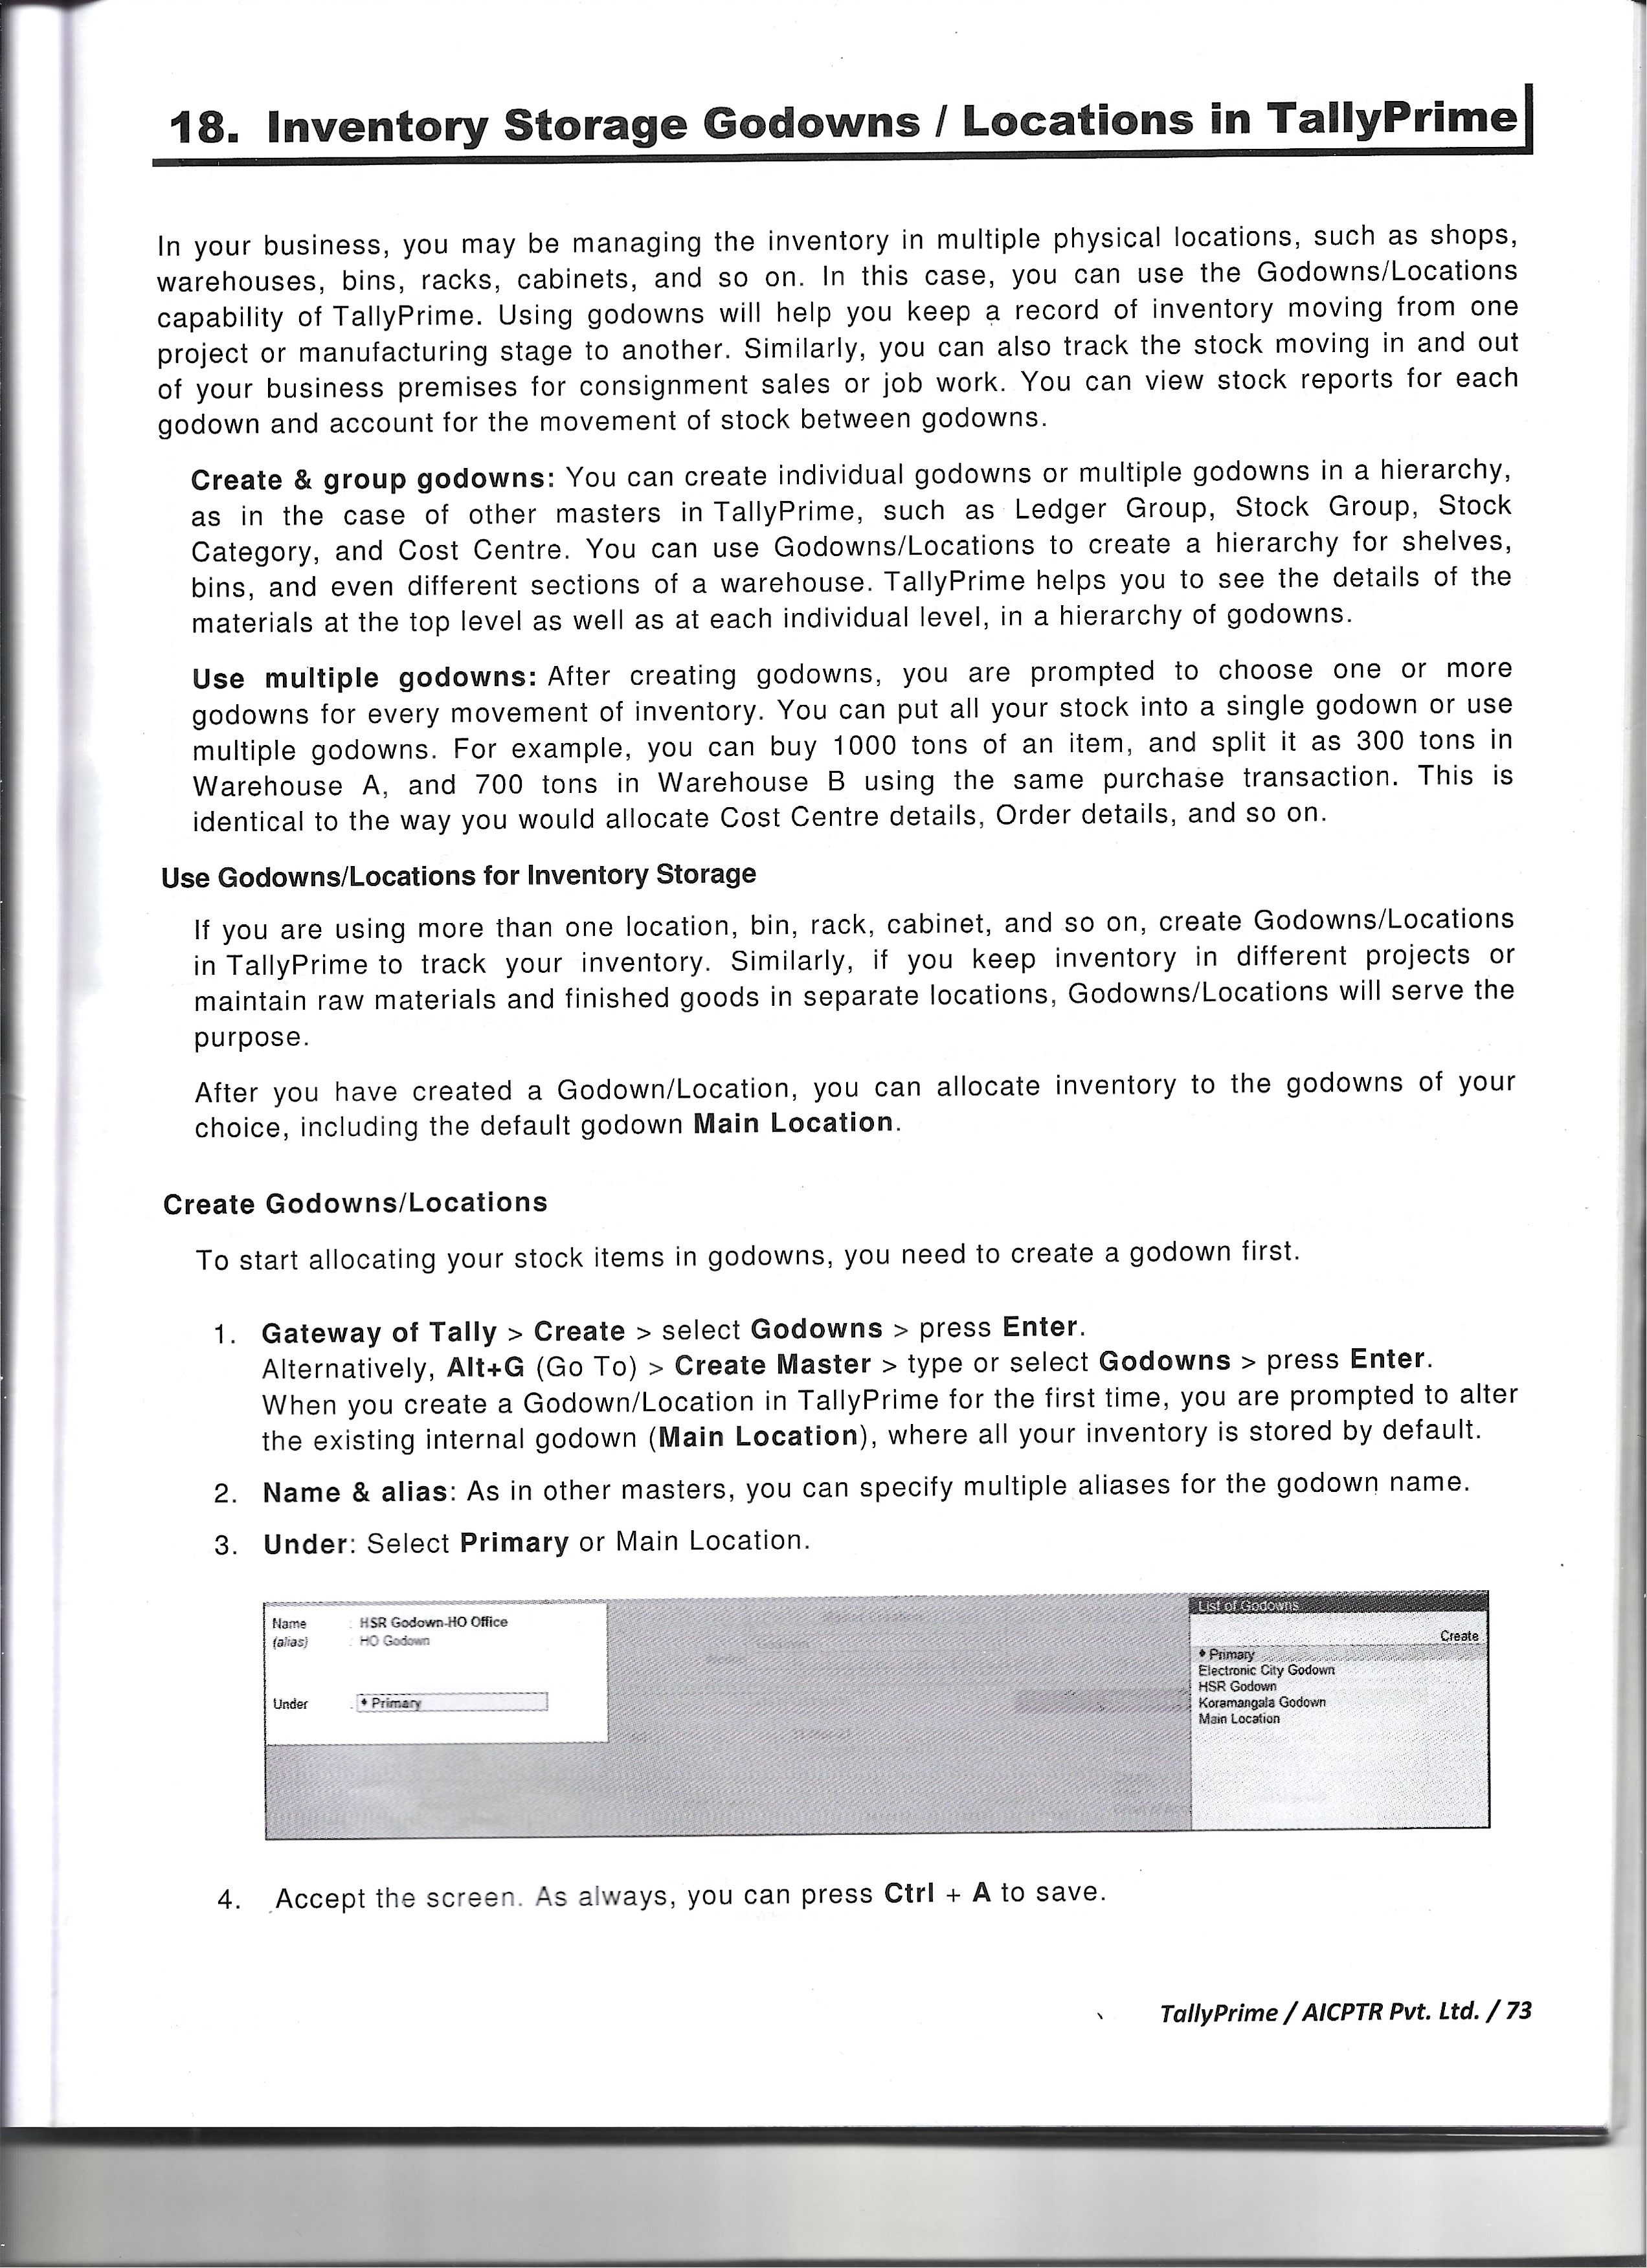 18. Inventory Storage Godowns / Locations in TallyPrime
In your business, you may be managing the inventory in multiple physical locations, such as shops,
warehouses, bins, racks, cabinets, and so on. In this case, you can use the Godowns/Locations
capability of TallyPrime. Using godowns will help you keep a record of inventory moving from one
project or manufacturing stage to another. Similarly, you can also track the stock moving in and out
of your business premises for consignment sales or job work. You can view stock reports for each
godown and account for the movement of stock between godowns.
Create & group godowns: You can create individual godowns or multiple godowns in a hierarchy,
as in the case of other masters in TallyPrime, such as Ledger Group, Stock Group, Stock
Category, and Cost Centre. You can use Godowns/Locations to create a hierarchy for shelves,
bins, and even different sections of a warehouse. TallyPrime helps you to see the details of the
materials at the top level as well as at each individual level, in a hierarchy of godowns.
Use multiple godowns: After creating godowns, you are prompted to choose one or more
godowns for every movement of inventory. You can put all your stock into a single godown or use
multiple godowns. For example, you can buy 1000 tons of an item, and split it as 300 tons in
Warehouse A, and 700 tons in Warehouse B using the same purchase transaction. This is
identical to the way you would allocate Cost Centre details, Order details, and so on.
Use Godowns/Locations for Inventory Storage
If you are using more than one location, bin, rack, cabinet, and so on, create Godowns/Locations
in TallyPrime to track your inventory. Similarly, if you keep inventory in different projects or
maintain raw materials and finished goods in separate locations, Godowns/Locations will serve the
purpose.
After you have created a Godown/Location, you can allocate inventory to the godowns of your
choice, including the default godown Main Location.
Create Godowns/Locations
To start allocating your stock items in godowns, you need to create a godown first.
1. Gateway of Tally > Create > select Godowns > press Enter.
Alternatively, Alt+G (Go To) > Create Master > type or select Godowns > press Enter.
When you create a Godown/Location in TallyPrime for the first time, you are prompted to alter
the existing internal godown (Main Location), where all your inventory is stored by default.
2. Name & alias: As in other masters, you can specify multiple aliases for the godown name.
3. Under: Select Primary or Main Location.
Name : HSR Godown-HO Office
(alias) : HO Godown
Under : ♦ Primary
List of Godowns
Create
♦ Primary
Electronic City Godown
HSR Godown
Koramangala Godown
Main Location
4. Accept the screen. As always, you can press Ctrl + A to save.
TallyPrime / AICPTR Pvt. Ltd. / 73